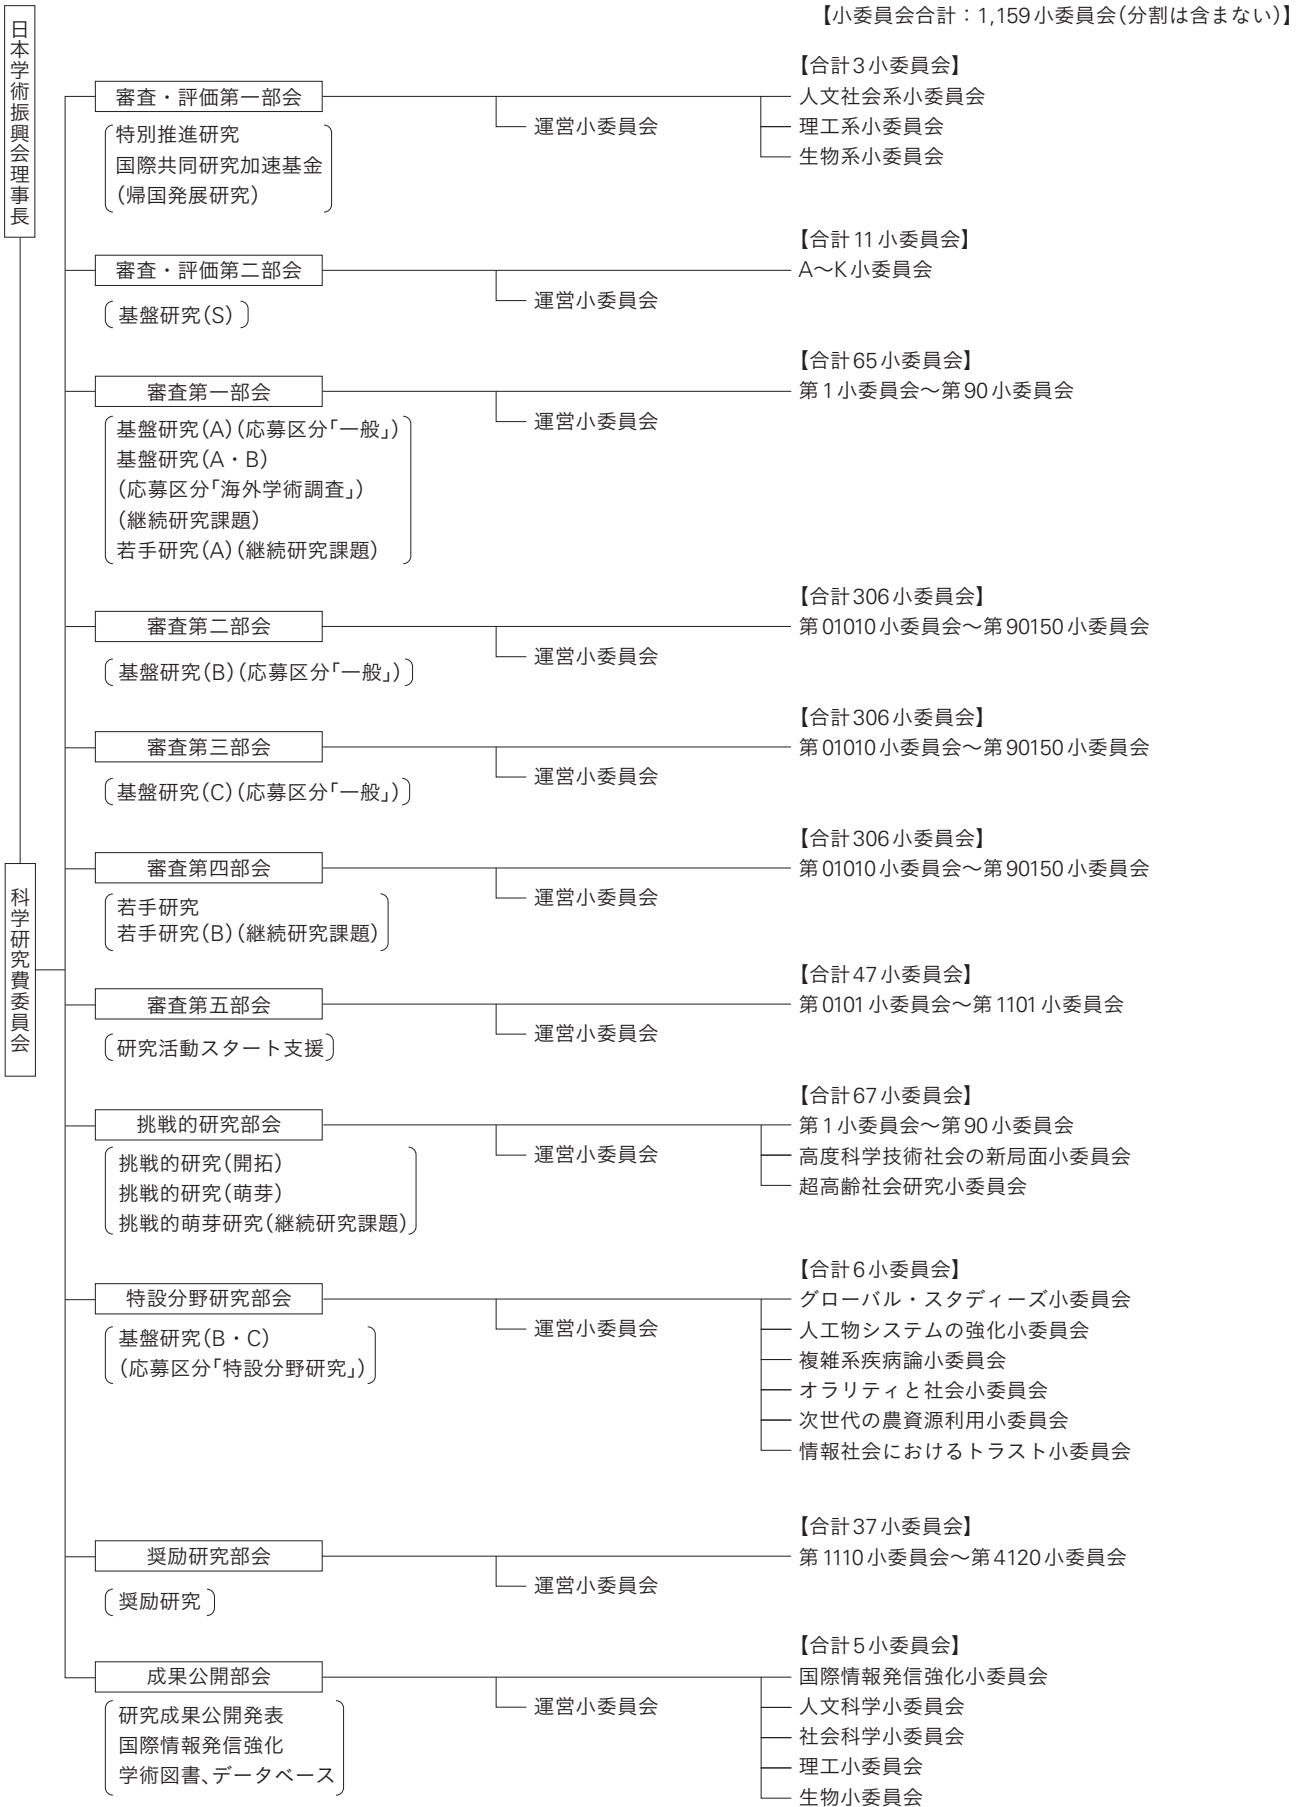 【小委員会合計：1,159小委員会(分割は含まない)】
日本学術振興会理事長
科学研究費委員会
審査・評価第一部会
特別推進研究
国際共同研究加速基金
(帰国発展研究)
運営小委員会
【合計3小委員会】
人文社会系小委員会
理工系小委員会
生物系小委員会
審査・評価第二部会
基盤研究(S)
運営小委員会
【合計11小委員会】
A〜K小委員会
審査第一部会
基盤研究(A)(応募区分「一般」)
基盤研究(A・B)
(応募区分「海外学術調査」)
(継続研究課題)
若手研究(A)(継続研究課題)
運営小委員会
【合計65小委員会】
第1小委員会〜第90小委員会
審査第二部会
基盤研究(B)(応募区分「一般」)
運営小委員会
【合計306小委員会】
第01010小委員会〜第90150小委員会
審査第三部会
基盤研究(C)(応募区分「一般」)
運営小委員会
【合計306小委員会】
第01010小委員会〜第90150小委員会
審査第四部会
若手研究
若手研究(B)(継続研究課題)
運営小委員会
【合計306小委員会】
第01010小委員会〜第90150小委員会
審査第五部会
研究活動スタート支援
運営小委員会
【合計47小委員会】
第0101小委員会〜第1101小委員会
挑戦的研究部会
挑戦的研究(開拓)
挑戦的研究(萌芽)
挑戦的萌芽研究(継続研究課題)
運営小委員会
【合計67小委員会】
第1小委員会〜第90小委員会
高度科学技術社会の新局面小委員会
超高齢社会研究小委員会
特設分野研究部会
基盤研究(B・C)
(応募区分「特設分野研究」)
運営小委員会
【合計6小委員会】
グローバル・スタディーズ小委員会
人工物システムの強化小委員会
複雑系疾病論小委員会
オラリティと社会小委員会
次世代の農資源利用小委員会
情報社会におけるトラスト小委員会
奨励研究部会
奨励研究
運営小委員会
【合計37小委員会】
第1110小委員会〜第4120小委員会
成果公開部会
研究成果公開発表
国際情報発信強化
学術図書、データベース
運営小委員会
【合計5小委員会】
国際情報発信強化小委員会
人文科学小委員会
社会科学小委員会
理工小委員会
生物小委員会